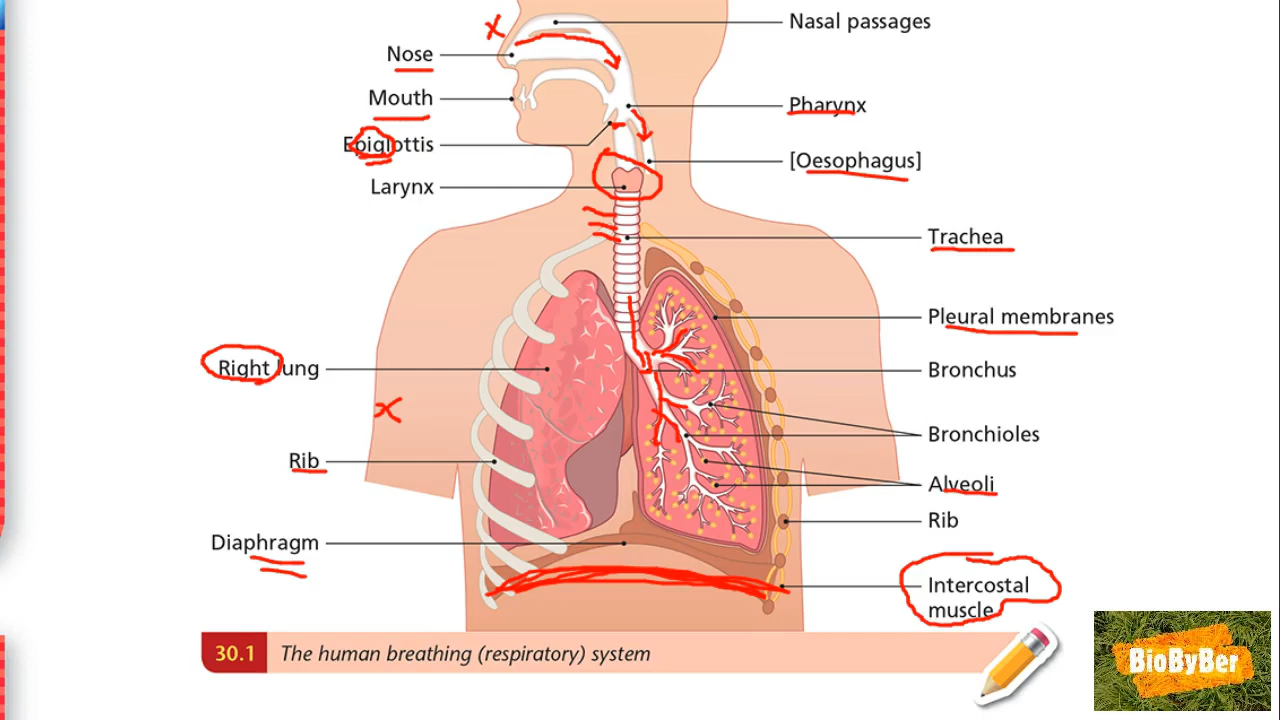 Nasal passages
Nose
Mouth
Pharynx
Epiglottis
[Oesophagus]
Larynx
Trachea
Pleural membranes
Right lung
Bronchus
Bronchioles
Rib
Alveoli
Rib
Diaphragm
Intercostal
muscle
30.1 The human breathing (respiratory) system
BioByBer